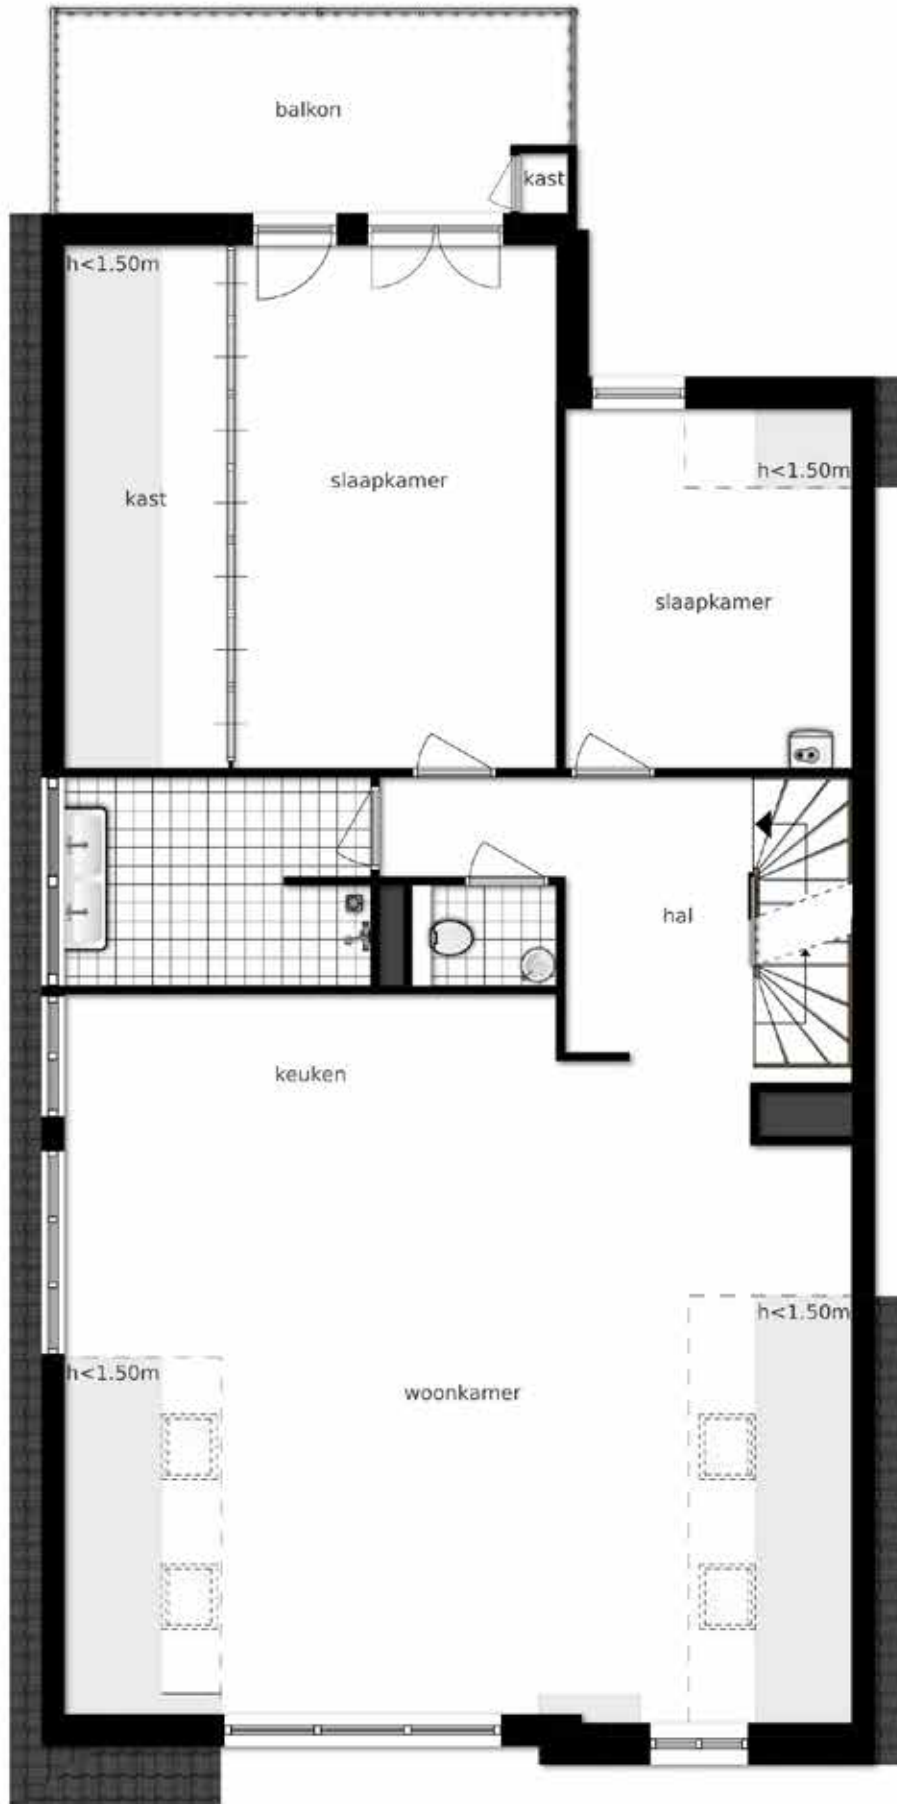 balkon
kast
h<1.50m
slaapkamer
h<1.50m
kast
slaapkamer
hal
keuken
h<1.50m
h<1.50m
woonkamer